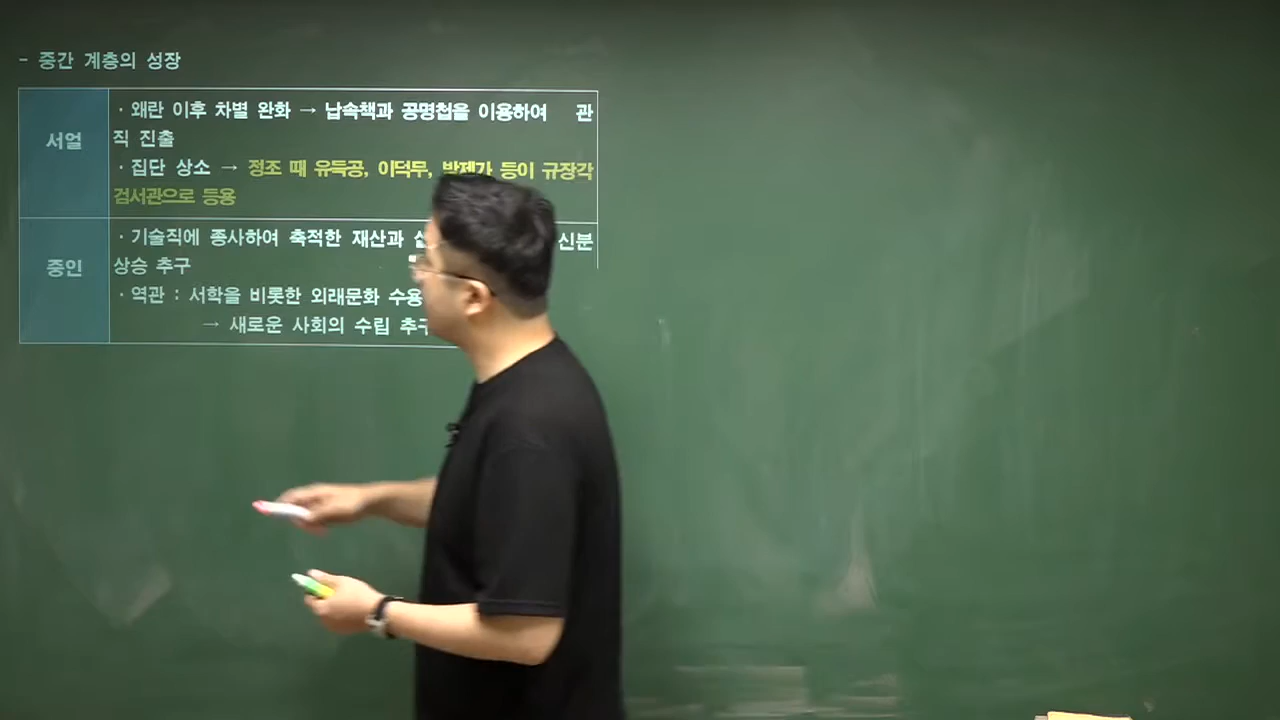 - 중간 계층의 성장
서얼
· 왜란 이후 차별 완화 → 납속책과 공명첩을 이용하여 관
직 진출
· 집단 상소 → 정조 때 유득공, 이덕무, 박제가 등이 규장각
검서관으로 등용
중인
· 기술직에 종사하여 축적한 재산과 신분
상승 추구
· 역관 : 서학을 비롯한 외래문화
→ 새로운 사회의 수립